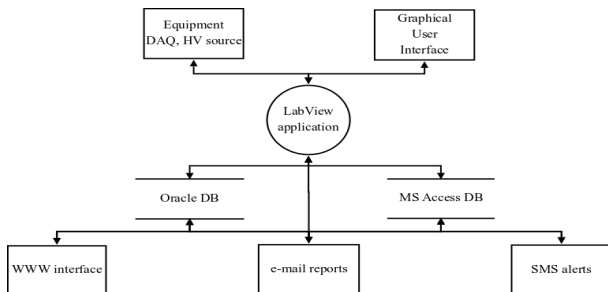 Equipment
DAQ, HV source
Graphical
User
Interface
LabView
application
Oracle DB
MS Access DB
WWW interface
e-mail reports
SMS alerts